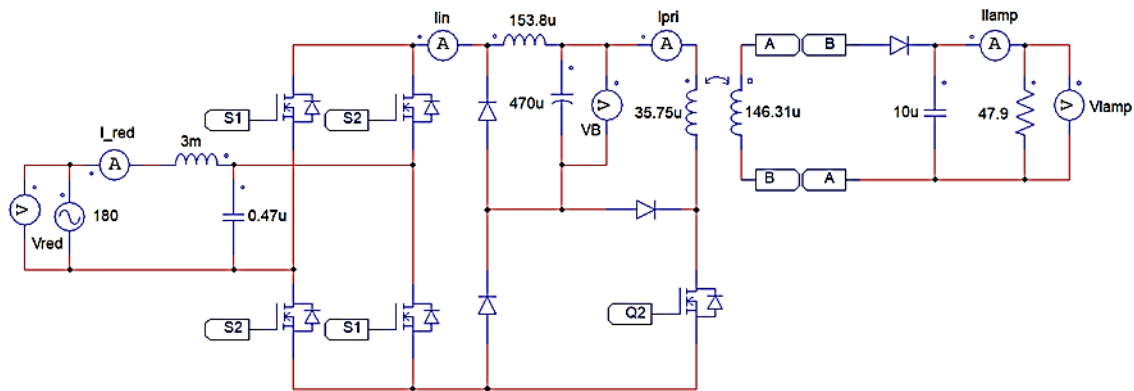 Iin
153.8u
Ipri
A
B
Ilamp
A
A
A
S1
S2
470u
V
VB
35.75u
146.31u
10u
47.9
V
Vlamp
I_red
3m
A
V
180
Vred
0.47u
B
A
S2
S1
Q2